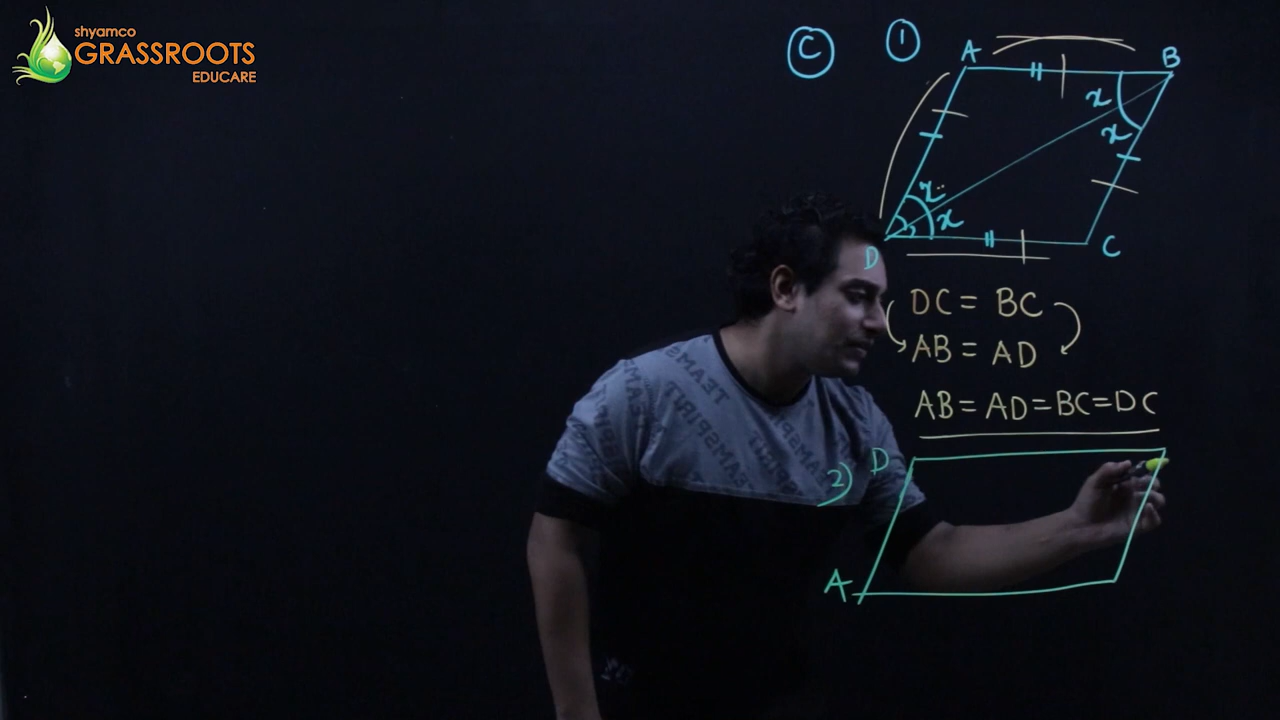 shyamco
GRASSROOTS
EDUCARE
C 1
A B
x
x
x
x
D C
DC = BC
AB = AD
AB = AD = BC = DC
2) D
A